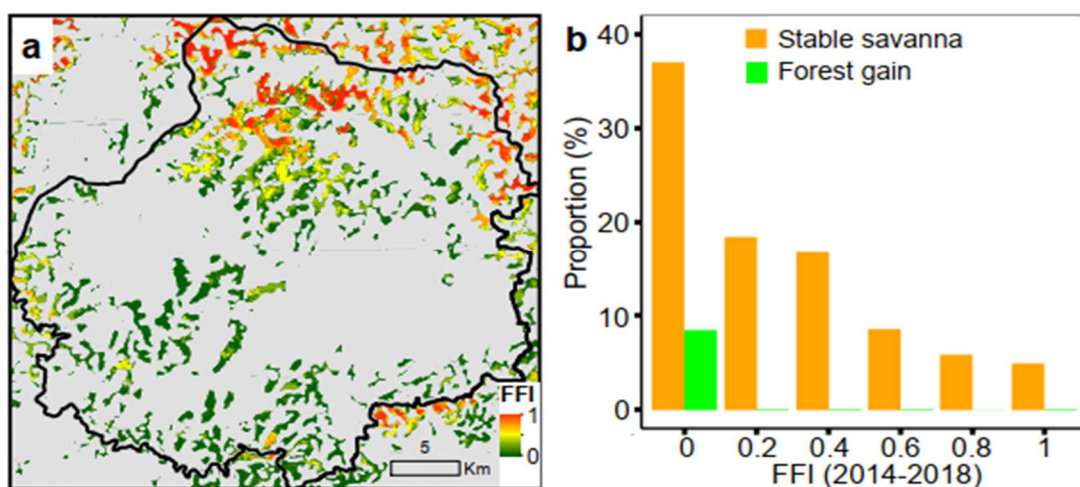 a
FFI
1
0
5
Km
b
Stable savanna
Forest gain
Proportion (%)
40
30
20
10
0
0 0.2 0.4 0.6 0.8 1
FFI (2014-2018)